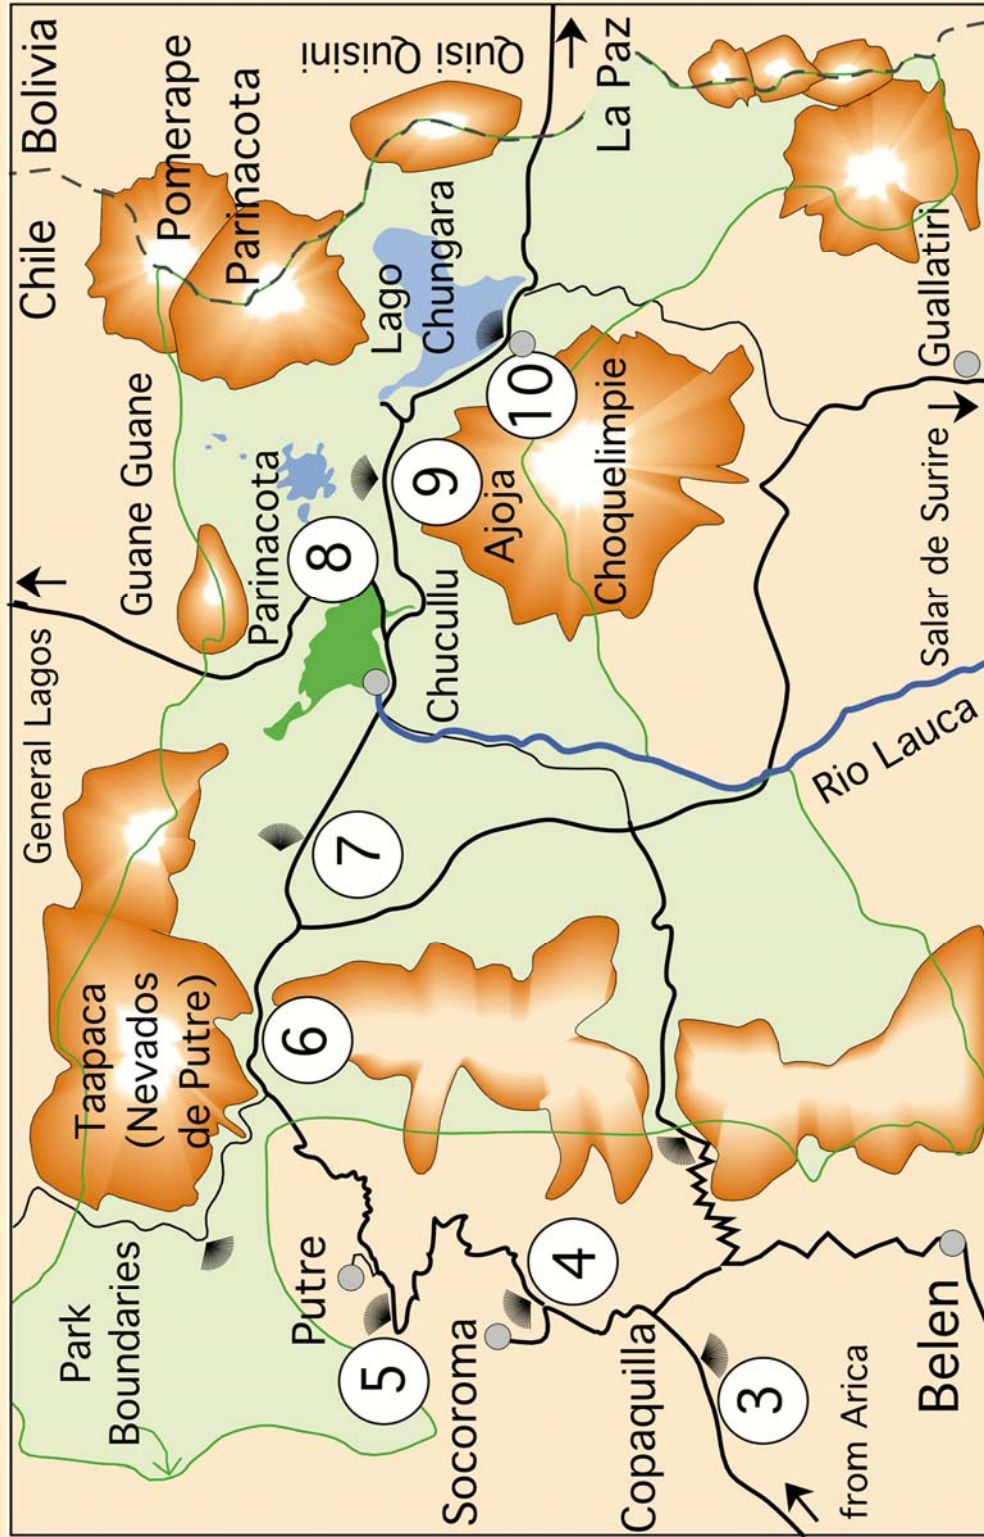 Chile
Bolivia
General Lagos
Guane Guane
Pomerape
Parinacota
Quisi Quisini
Taapaca
(Nevados
de Putre)
Park
Boundaries
Parinacota
Lago
Chungara
La Paz
Putre
Socoroma
Copaquilla
Chucullu
Ajoja
Choquelimpie
Guallatiri
Salar de Surire
Rio Lauca
from Arica
Belen
3
4
5
6
7
8
9
10